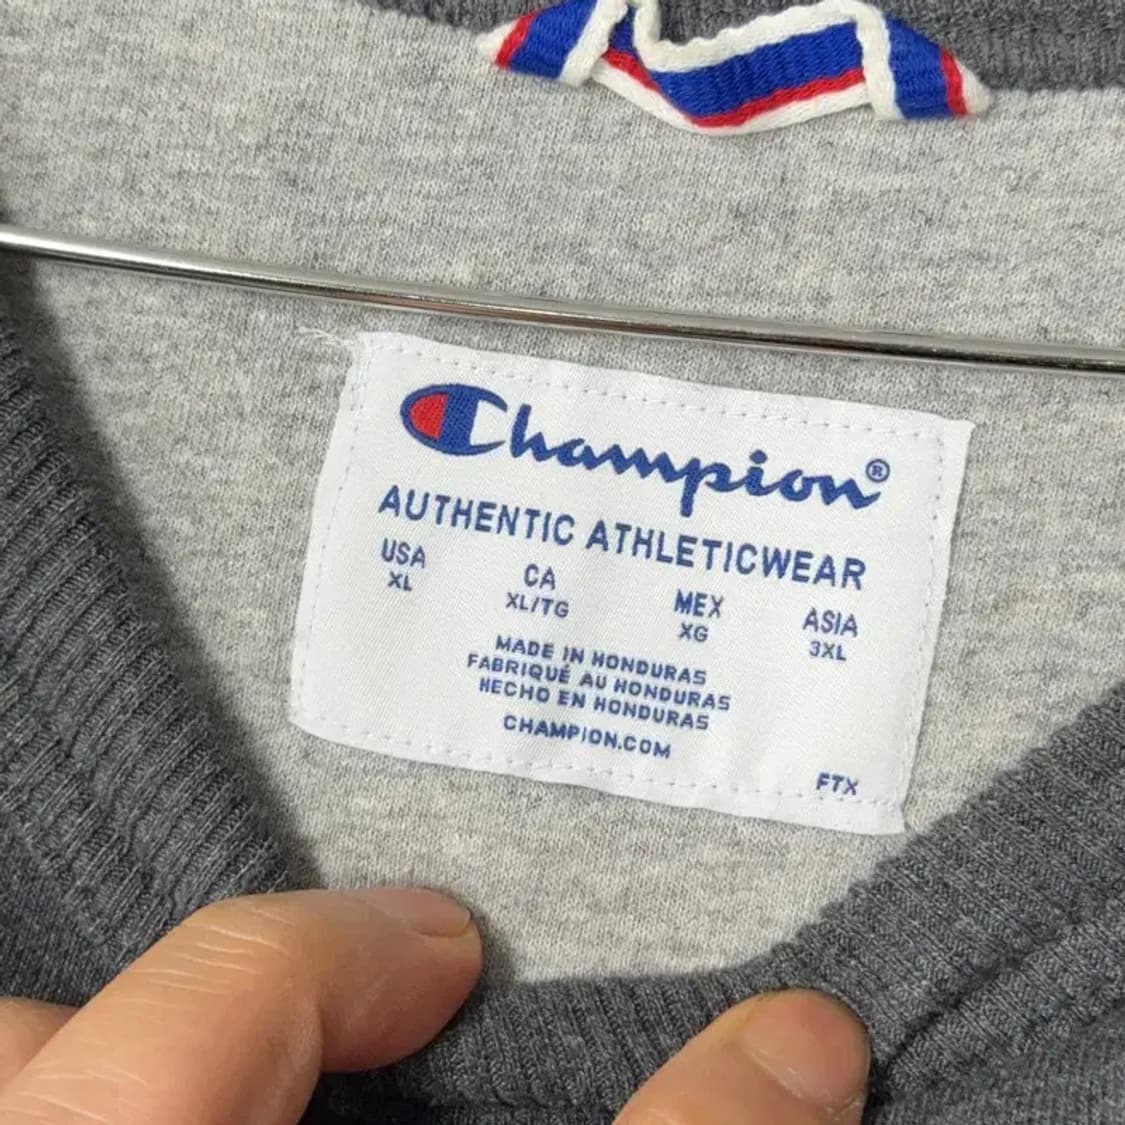 Champion®
AUTHENTIC ATHLETICWEAR
USA CA MEX ASIA
XL XL/TG XG 3XL
MADE IN HONDURAS
FABRIQUÉ AU HONDURAS
HECHO EN HONDURAS
CHAMPION.COM
FTX